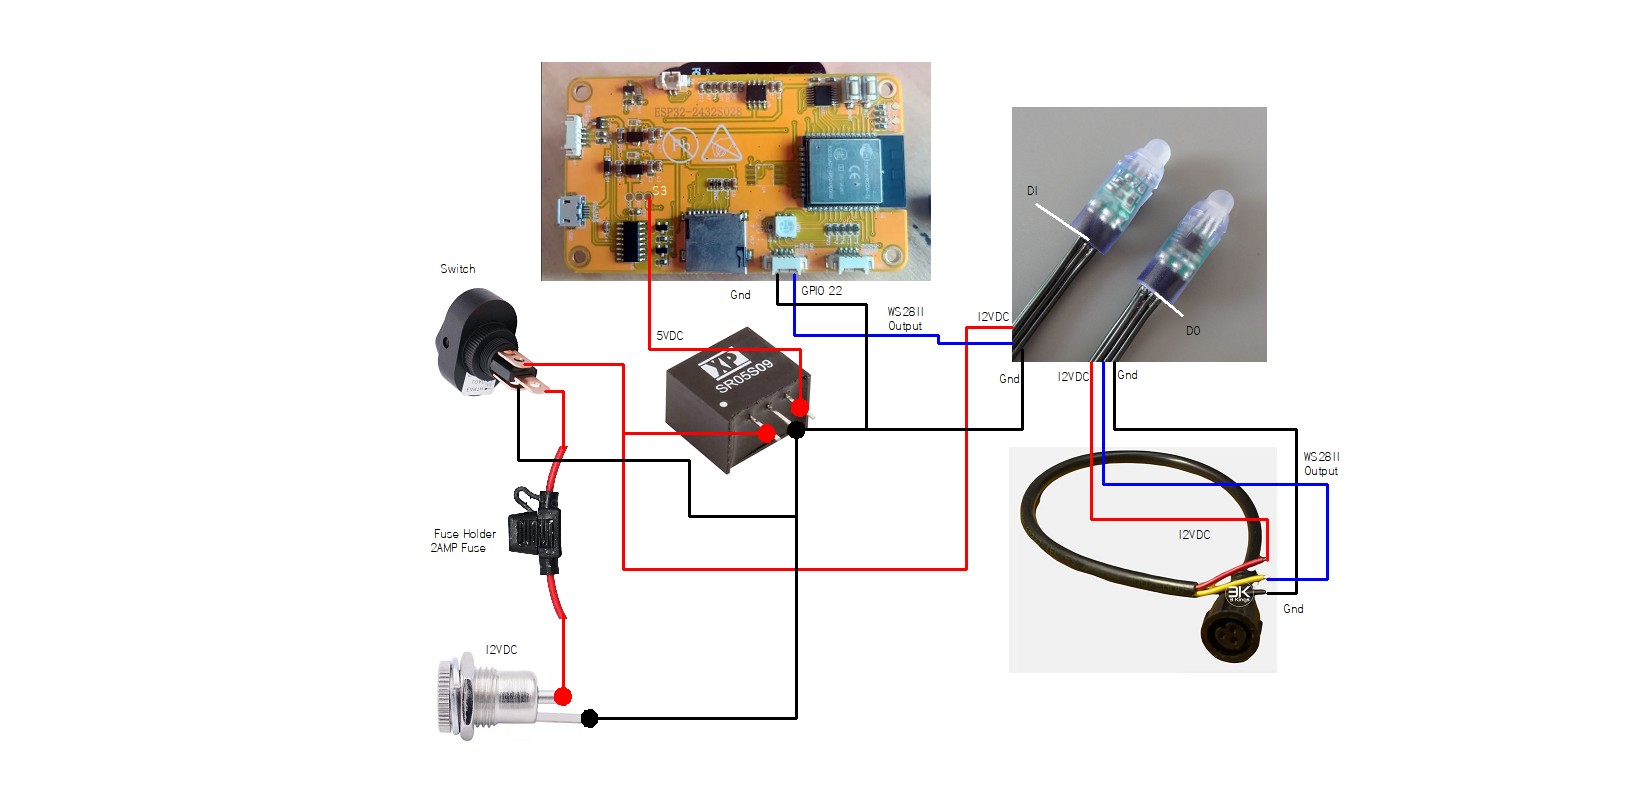 ESP32-2432S028
S3
DI
DO
Switch
Gnd
GPIO 22
WS2811
Output
12VDC
5VDC
XP
SR05S09
Gnd
12VDC
Gnd
WS2811
Output
12VDC
Fuse Holder
2AMP Fuse
Gnd
12VDC